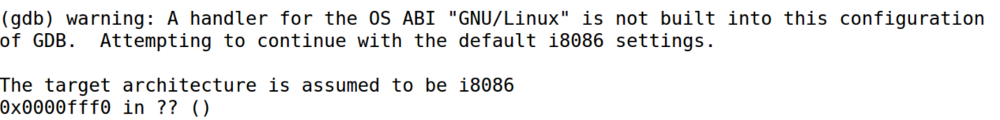 (gdb) warning: A handler for the OS ABI "GNU/Linux" is not built into this configuration
of GDB.  Attempting to continue with the default i8086 settings.

The target architecture is assumed to be i8086
0x0000fff0 in ?? ()